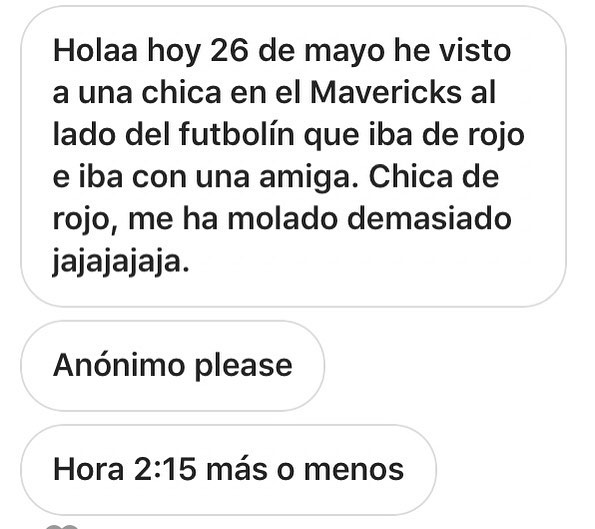 Holaa hoy 26 de mayo he visto
a una chica en el Mavericks al
lado del futbolín que iba de rojo
e iba con una amiga. Chica de
rojo, me ha molado demasiado
jajajajaja.
Anónimo please
Hora 2:15 más o menos